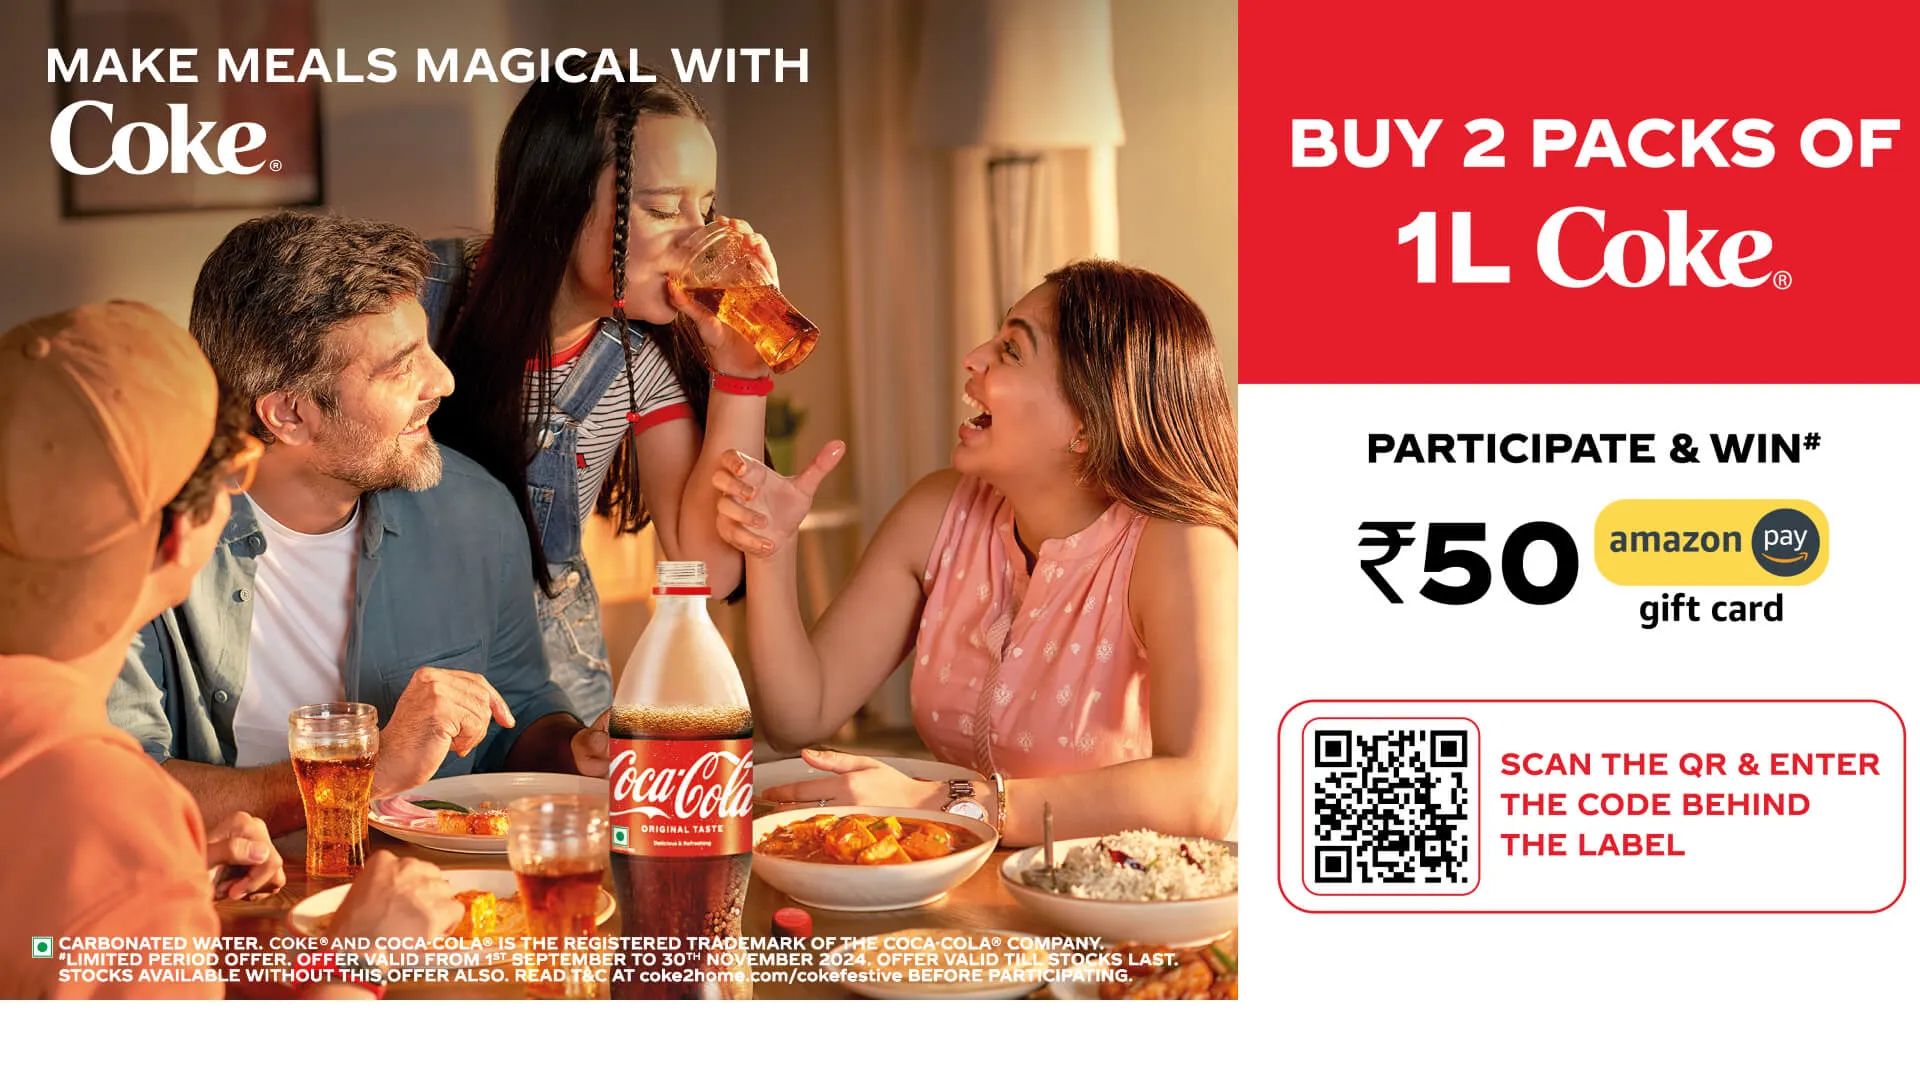 MAKE MEALS MAGICAL WITH
Coke®
BUY 2 PACKS OF
1L Coke®
PARTICIPATE & WIN#
₹50 amazon pay
gift card
SCAN THE QR & ENTER
THE CODE BEHIND
THE LABEL
Coca-Cola
ORIGINAL TASTE
Delicious & Refreshing
CARBONATED WATER. COKE® AND COCA-COLA® IS THE REGISTERED TRADEMARK OF THE COCA-COLA® COMPANY.
#LIMITED PERIOD OFFER. OFFER VALID FROM 1ST SEPTEMBER TO 30TH NOVEMBER 2024. OFFER VALID TILL STOCKS LAST.
STOCKS AVAILABLE WITHOUT THIS OFFER ALSO. READ T&C AT coke2home.com/cokefestive BEFORE PARTICIPATING.